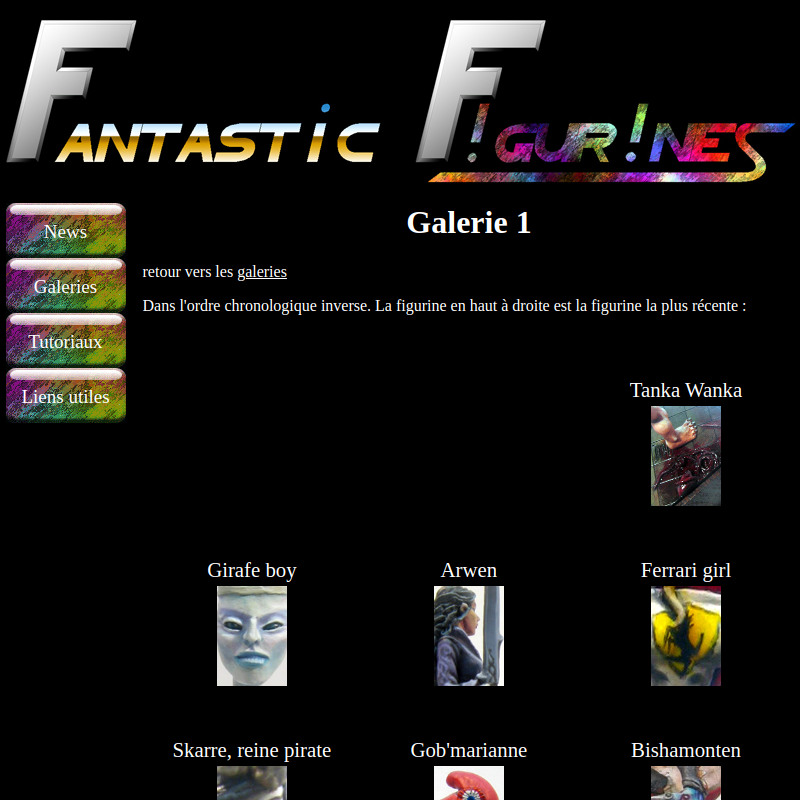 FANTASTiC F!GUR!NES
News
Galeries
Tutoriaux
Liens utiles
Galerie 1
retour vers les galeries
Dans l'ordre chronologique inverse. La figurine en haut à droite est la figurine la plus récente :
Tanka Wanka
Girafe boy
Arwen
Ferrari girl
Skarre, reine pirate
Gob'marianne
Bishamonten